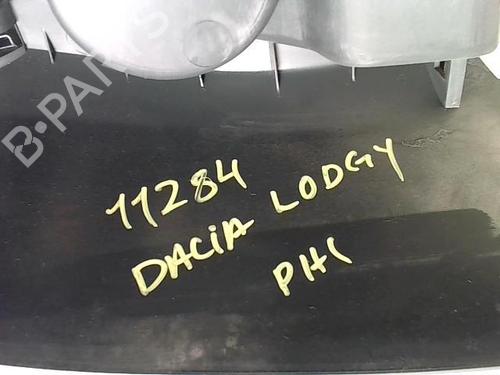 B-PARTS
11284
DACIA LODGY
PH1